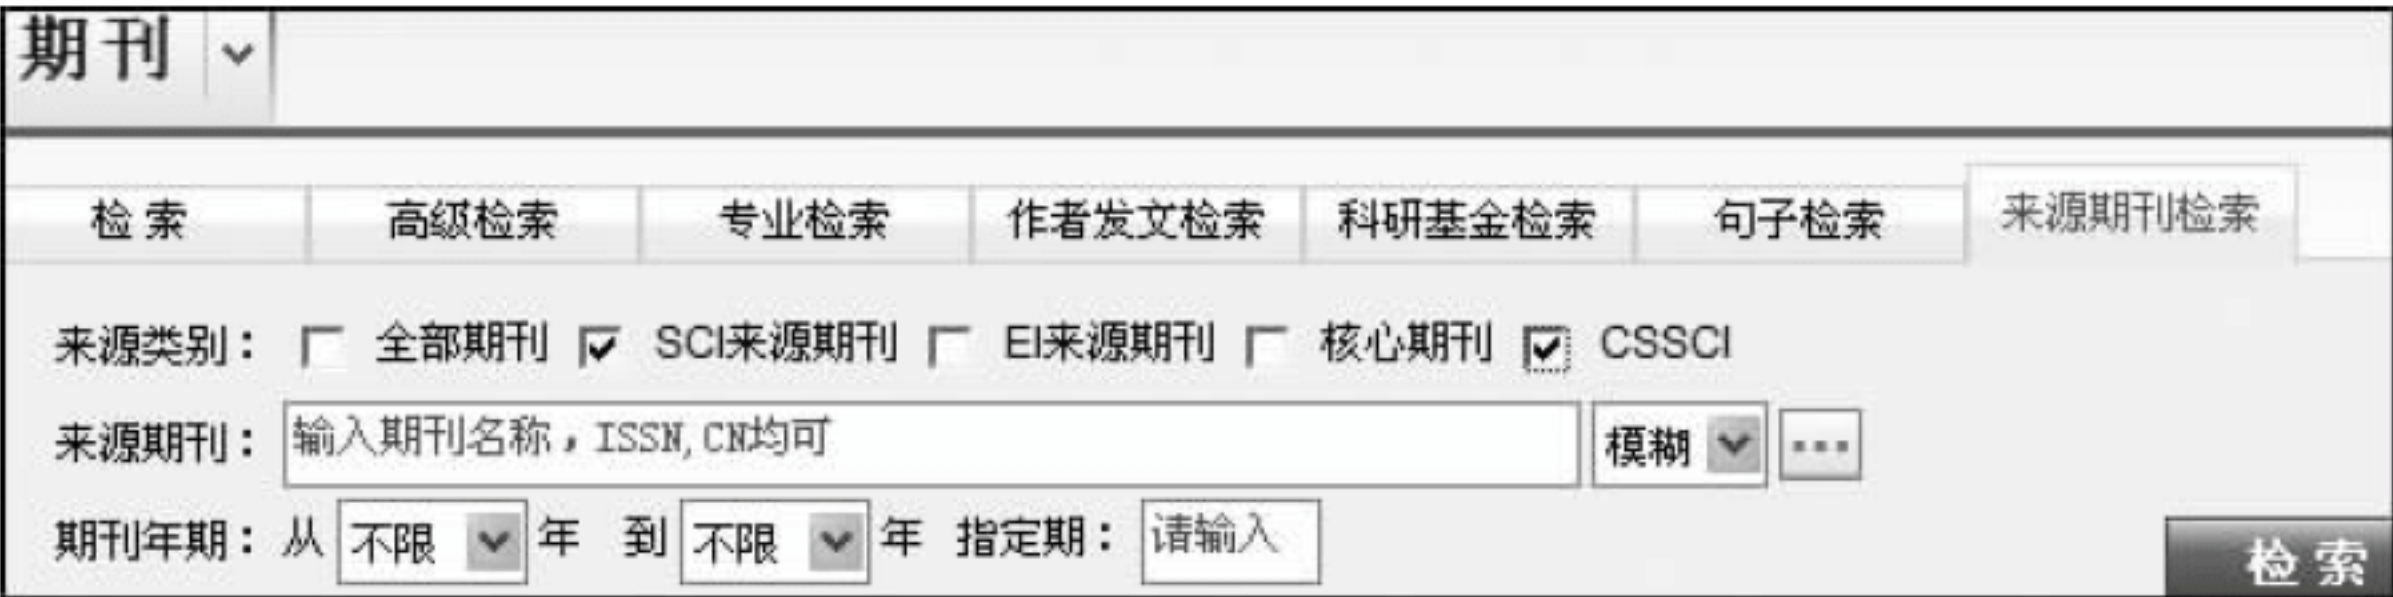 期刊
检索 高级检索 专业检索 作者发文检索 科研基金检索 句子检索 来源期刊检索
来源类别： 全部期刊 SCI来源期刊 EI来源期刊 核心期刊 CSSCI
来源期刊： 输入期刊名称，ISSN,CN均可 模糊 ...
期刊年期： 从 不限 年 到 不限 年 指定期： 请输入
检索